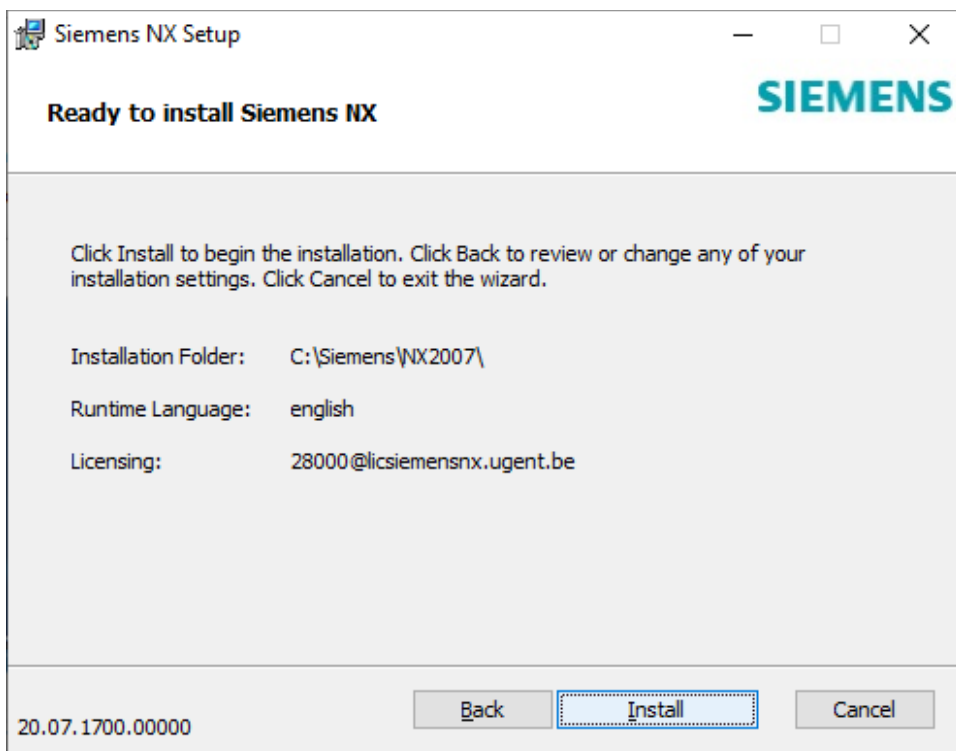 Siemens NX Setup
Ready to install Siemens NX
SIEMENS
Click Install to begin the installation. Click Back to review or change any of your
installation settings. Click Cancel to exit the wizard.
Installation Folder: C:\Siemens\NX2007\
Runtime Language: english
Licensing: 28000@licsiemensnx.ugent.be
20.07.1700.00000
Back Install Cancel